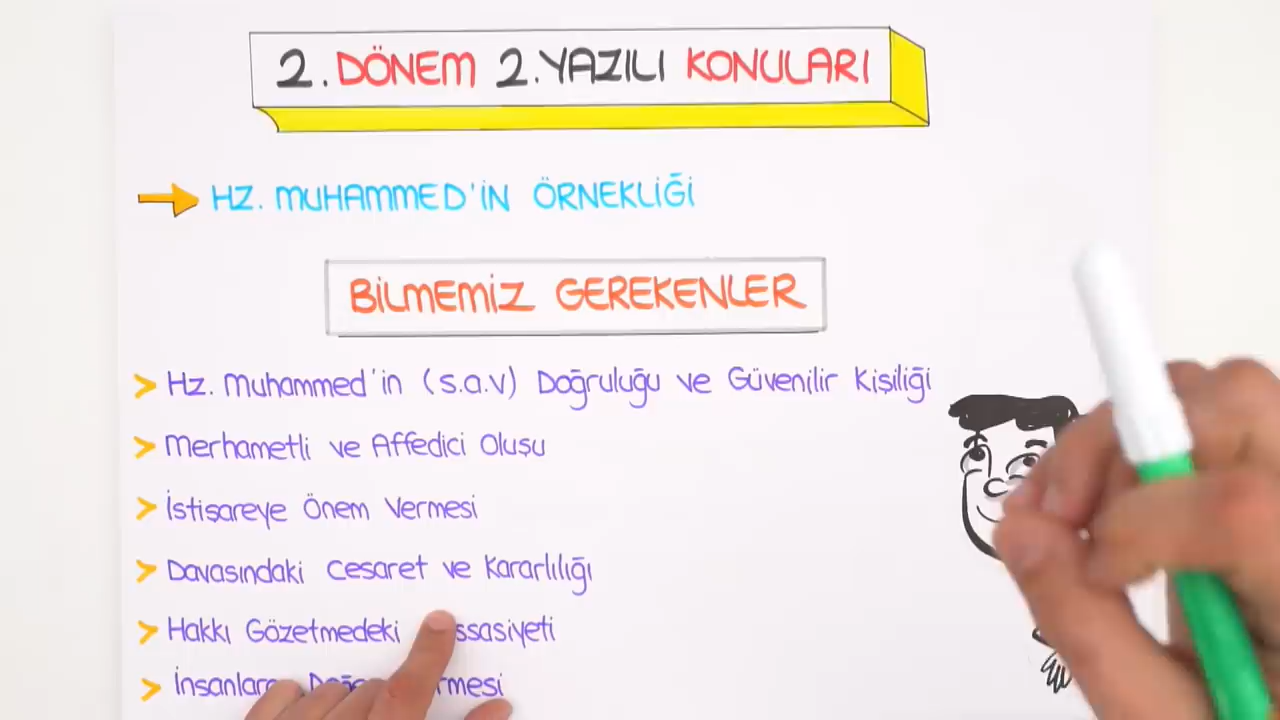 2. DÖNEM 2. YAZILI KONULARI
HZ. MUHAMMED'İN ÖRNEKLİĞİ
BİLMEMİZ GEREKENLER
Hz. Muhammed'in (s.a.v) Doğruluğu ve Güvenilir Kişiliği
Merhametli ve Affedici Oluşu
İstişareye Önem Vermesi
Davasındaki Cesaret ve Kararlılığı
Hakkı Gözetmedeki